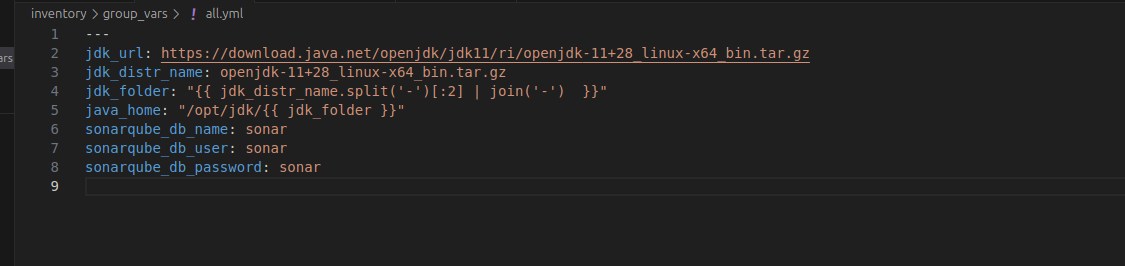 inventory > group_vars > ! all.yml
ars
1 ---
2 jdk_url: https://download.java.net/openjdk/jdk11/ri/openjdk-11+28_linux-x64_bin.tar.gz
3 jdk_distr_name: openjdk-11+28_linux-x64_bin.tar.gz
4 jdk_folder: "{{ jdk_distr_name.split('-')[:2] | join('-')  }}"
5 java_home: "/opt/jdk/{{ jdk_folder }}"
6 sonarqube_db_name: sonar
7 sonarqube_db_user: sonar
8 sonarqube_db_password: sonar
9